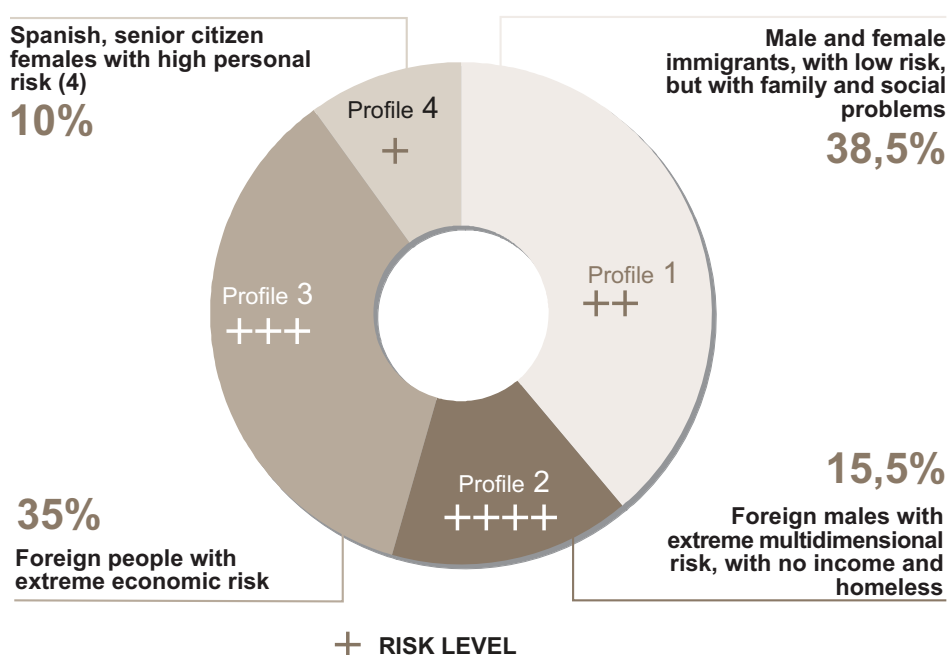 Spanish, senior citizen
females with high personal
risk (4)
10%
Male and female
immigrants, with low risk,
but with family and social
problems
38,5%
Profile 4
+
Profile 1
++
Profile 3
+++
Profile 2
++++
35%
Foreign people with
extreme economic risk
15,5%
Foreign males with
extreme multidimensional
risk, with no income and
homeless
+ RISK LEVEL